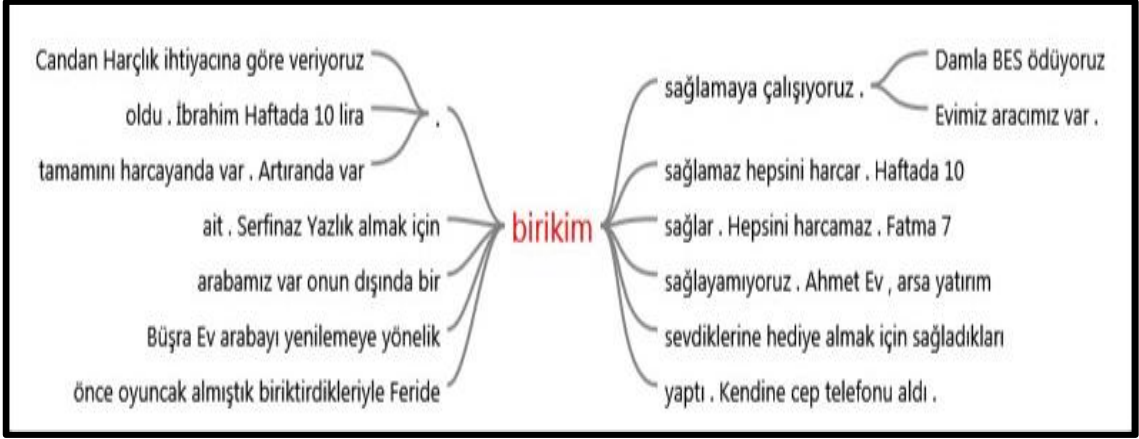 Candan Harçlık ihtiyacına göre veriyoruz
oldu . İbrahim Haftada 10 lira
tamamını harcayanda var . Artıranda var
.
ait . Serfinaz Yazlık almak için
arabamız var onun dışında bir
Büşra Ev arabayı yenilemeye yönelik
önce oyuncak almıştık biriktirdikleriyle Feride
birikim
sağlamaya çalışıyoruz .
Damla BES ödüyoruz
Evimiz aracımız var .
sağlamaz hepsini harcar . Haftada 10
sağlar . Hepsini harcamaz . Fatma 7
sağlayamıyoruz . Ahmet Ev , arsa yatırım
sevdiklerine hediye almak için sağladıkları
yaptı . Kendine cep telefonu aldı .